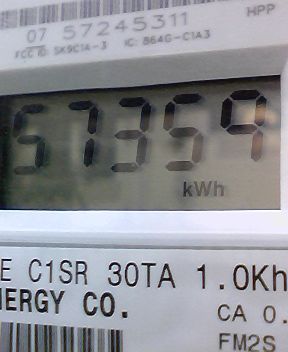 HPP
07 57245311
FCC ID: SK9C1A-3 IC: 864G-C1A3
57359
kWh
E C1SR 30TA 1.0Kh
NERGY CO.
CA 0.
FM2S